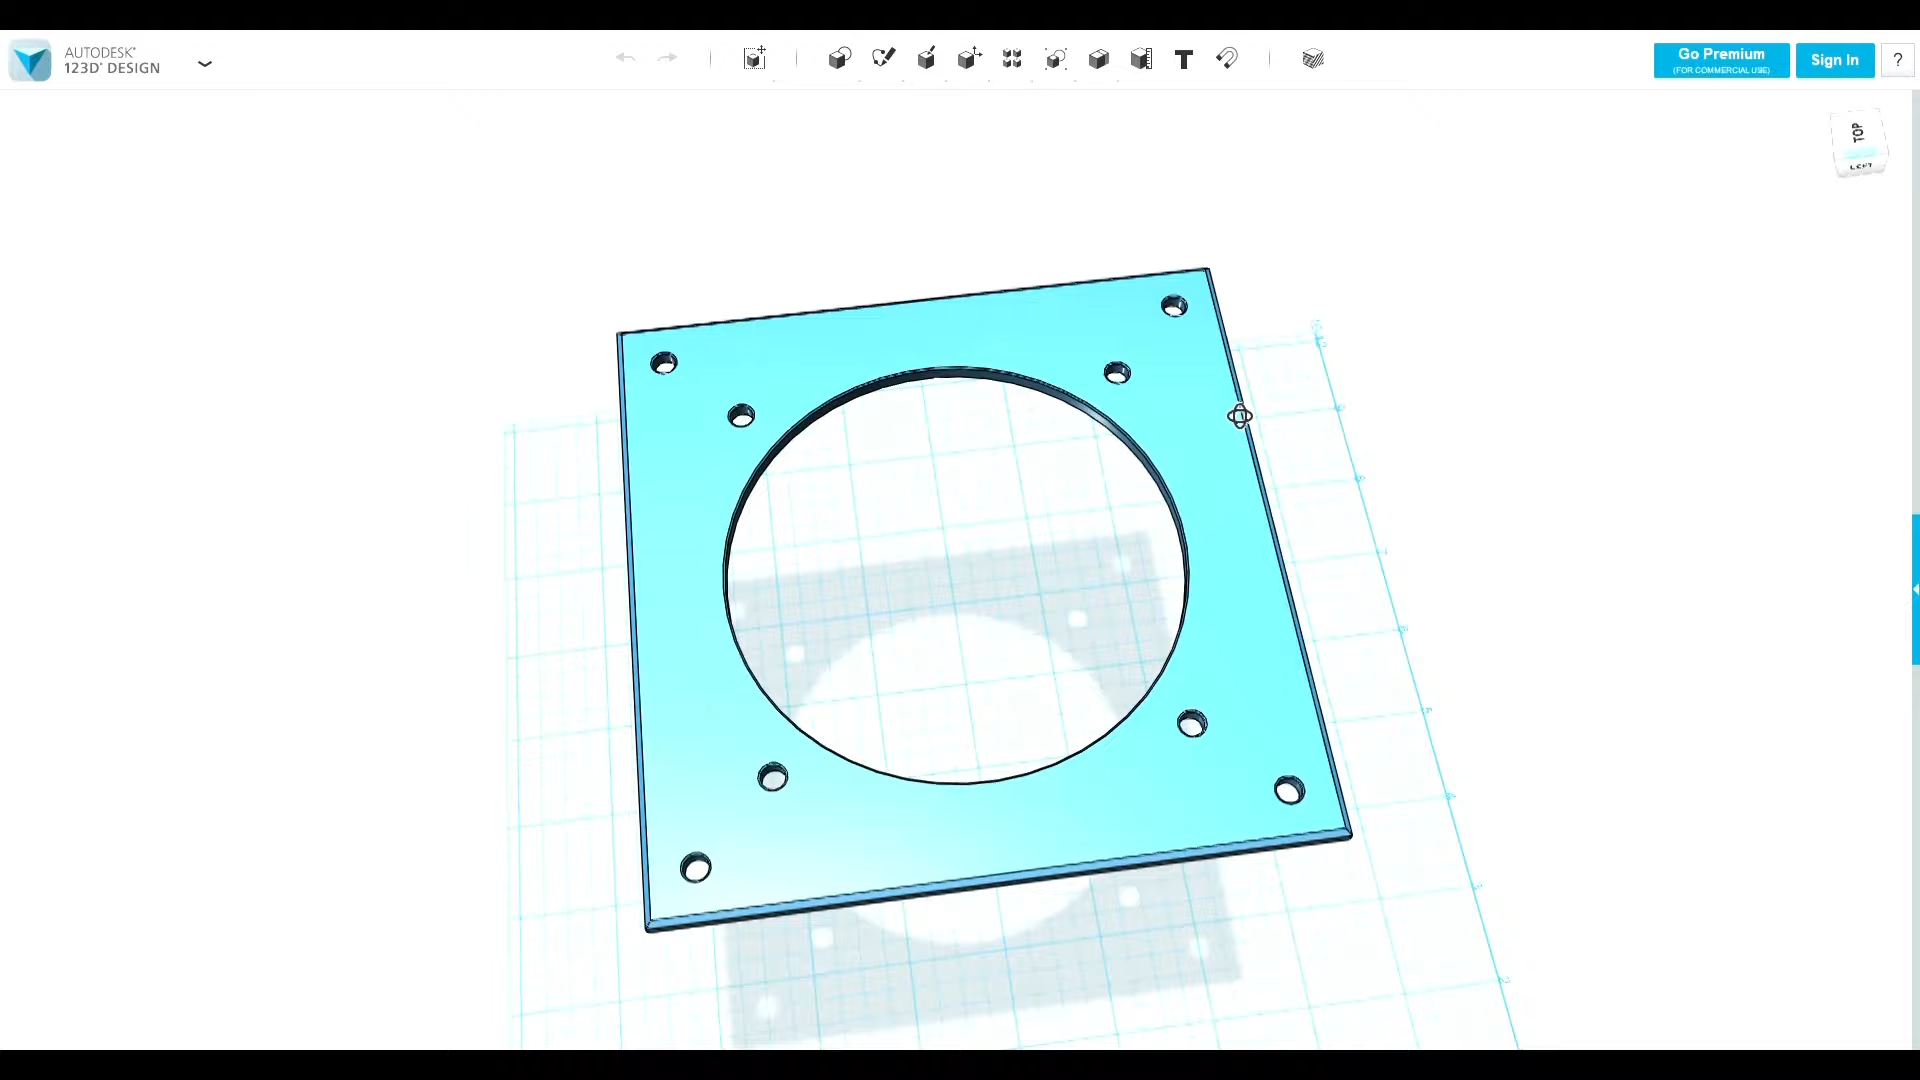 AUTODESK®
123D® DESIGN
T
Go Premium
(FOR COMMERCIAL USE)
Sign In
?
TOP
LEFT